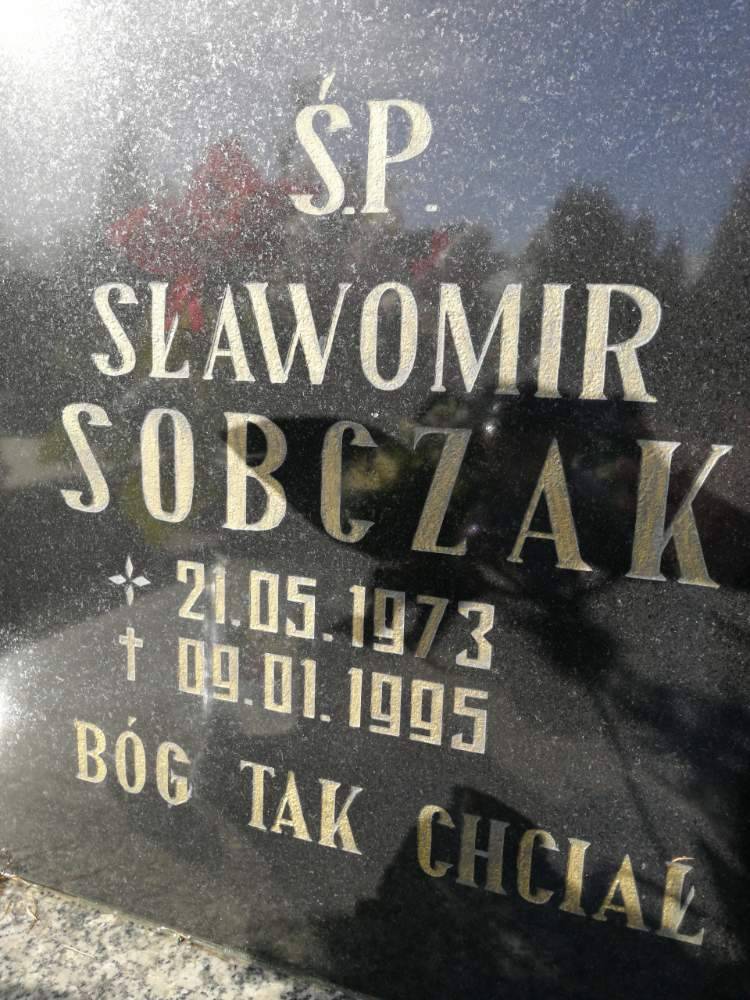 Ś.P.
SŁAWOMIR
SOBCZAK
21.05.1973
09.01.1995
BÓG TAK CHCIAŁ